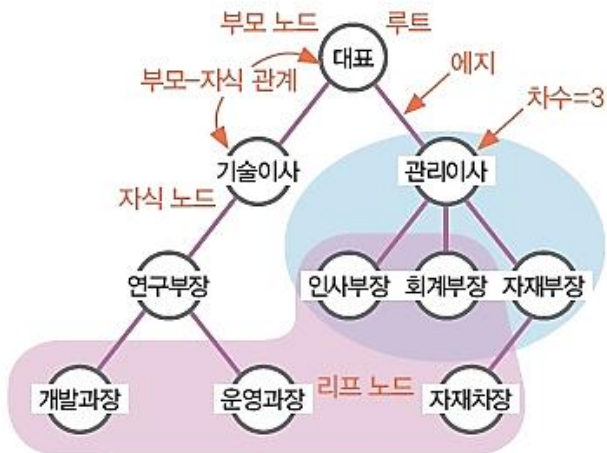 부모 노드
루트
대표
에지
부모-자식 관계
차수=3
기술이사
관리이사
자식 노드
연구부장
인사부장
회계부장
자재부장
리프 노드
개발과장
운영과장
자재차장